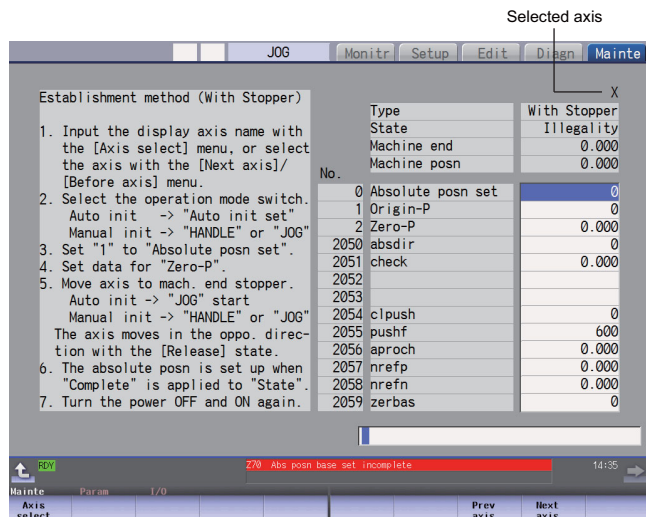 Selected axis
JOG Monitr Setup Edit Diagn Mainte
Establishment method (With Stopper)
1. Input the display axis name with
the [Axis select] menu, or select
the axis with the [Next axis]/
[Before axis] menu.
2. Select the operation mode switch.
Auto init -> "Auto init set"
Manual init -> "HANDLE" or "JOG"
3. Set "1" to "Absolute posn set".
4. Set data for "Zero-P".
5. Move axis to mach. end stopper.
Auto init -> "JOG" start
Manual init -> "HANDLE" or "JOG"
The axis moves in the oppo. direc-
tion with the [Release] state.
6. The absolute posn is set up when
"Complete" is applied to "State".
7. Turn the power OFF and ON again.
X
Type With Stopper
State Illegality
Machine end 0.000
Machine posn 0.000
No.
0 Absolute posn set 0
1 Origin-P 0
2 Zero-P 0.000
2050 absdir 0
2051 check 0.000
2052
2053
2054 clpush 0
2055 pushf 600
2056 aproch 0.000
2057 nrefp 0.000
2058 nrefn 0.000
2059 zerbas 0
RDY Z70 Abs posn base set incomplete 14:35
Mainte Param I/O
Axis select Prev axis Next axis